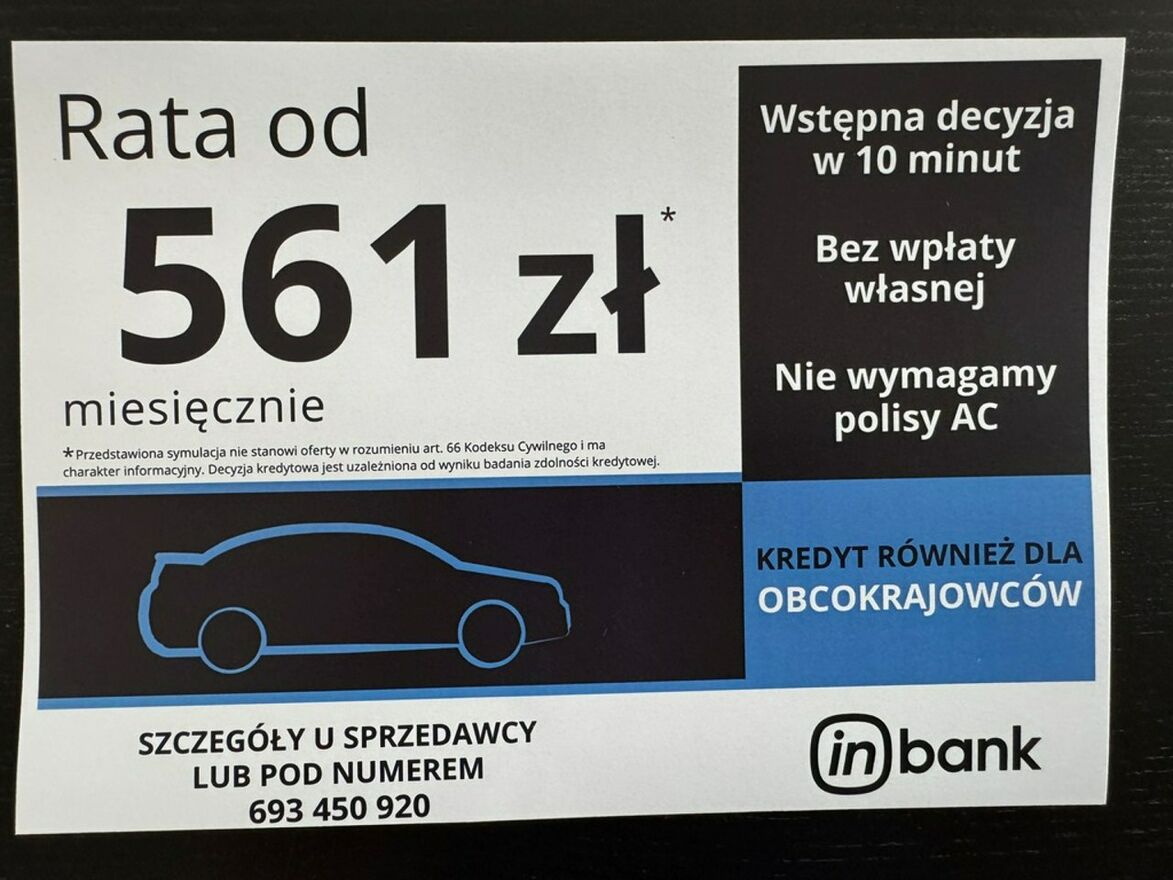 Rata od
561 zł*
miesięcznie
*Przedstawiona symulacja nie stanowi oferty w rozumieniu art. 66 Kodeksu Cywilnego i ma
charakter informacyjny. Decyzja kredytowa jest uzależniona od wyniku badania zdolności kredytowej.
Wstępna decyzja
w 10 minut
Bez wpłaty
własnej
Nie wymagamy
polisy AC
KREDYT RÓWNIEŻ DLA
OBCOKRAJOWCÓW
SZCZEGÓŁY U SPRZEDAWCY
LUB POD NUMEREM
693 450 920
inbank